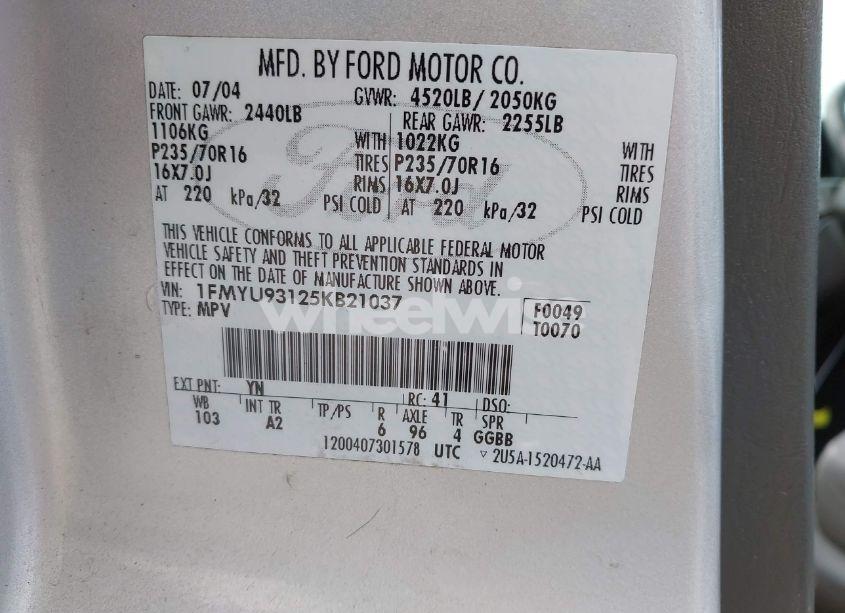 MFD. BY FORD MOTOR CO.
DATE: 07/04 GVWR: 4520LB/ 2050KG
FRONT GAWR: 2440LB REAR GAWR: 2255LB
1106KG WITH 1022KG WITH
P235/70R16 TIRES P235/70R16 TIRES
16X7.0J RIMS 16X7.0J RIMS
AT 220 kPa/32 PSI COLD AT 220 kPa/32 PSI COLD
THIS VEHICLE CONFORMS TO ALL APPLICABLE FEDERAL MOTOR
VEHICLE SAFETY AND THEFT PREVENTION STANDARDS IN
EFFECT ON THE DATE OF MANUFACTURE SHOWN ABOVE.
VIN: 1FMYU93125KB21037 F0049
TYPE: MPV T0070
wheelwise
EXT PNT: YN RC: 41 DSO:
WB INT TR TP/PS R AXLE TR SPR
103 A2 6 96 4 GGBB
1200407301578 UTC ▽ 2U5A-1520472-AA
Ford